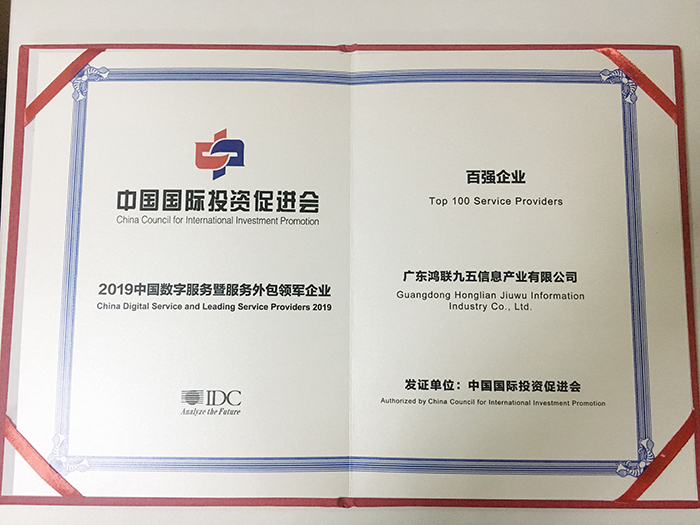 中国国际投资促进会
China Council for International Investment Promotion
2019中国数字服务暨服务外包领军企业
China Digital Service and Leading Service Providers 2019
IDC
Analyze the Future
百强企业
Top 100 Service Providers
广东鸿联九五信息产业有限公司
Guangdong Honglian Jiuwu Information
Industry Co., Ltd.
发证单位：中国国际投资促进会
Authorized by China Council for International Investment Promotion